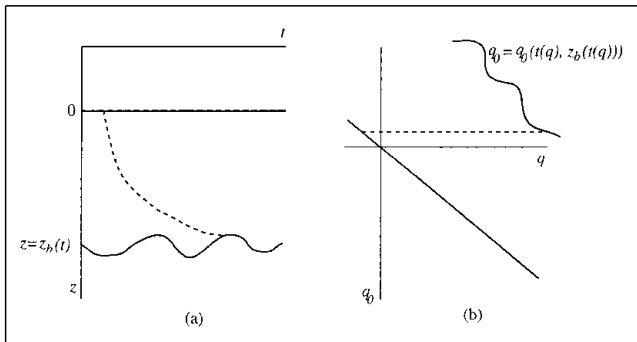 t
0
z=z_b(t)
z
(a)
q_0 = q_0(t(q), z_b(t(q)))
q
q_0
(b)